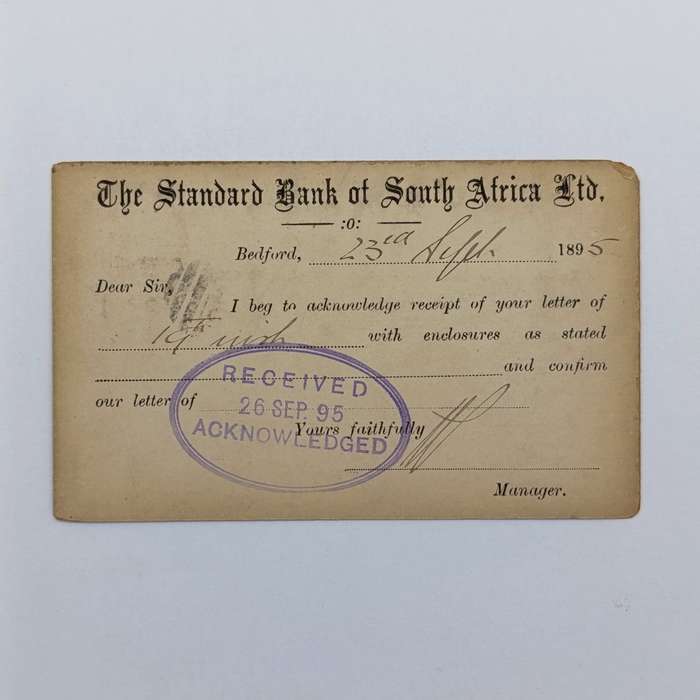 The Standard Bank of South Africa Ltd.
:o:
Bedford, 23rd Sept. 1895
Dear Sir,
I beg to acknowledge receipt of your letter of
19th inst. with enclosures as stated
and confirm
our letter of
RECEIVED
26 SEP. 95
ACKNOWLEDGED
Yours faithfully
Manager.